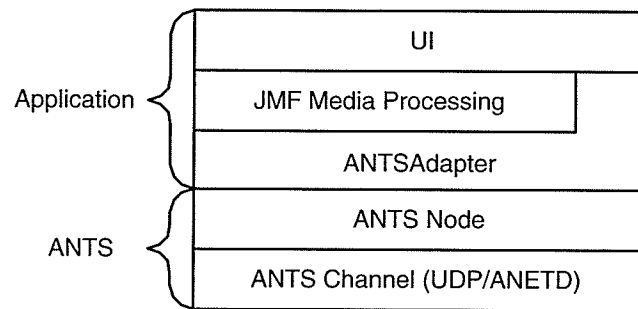 UI
Application
JMF Media Processing
ANTSAdapter
ANTS Node
ANTS
ANTS Channel (UDP/ANETD)